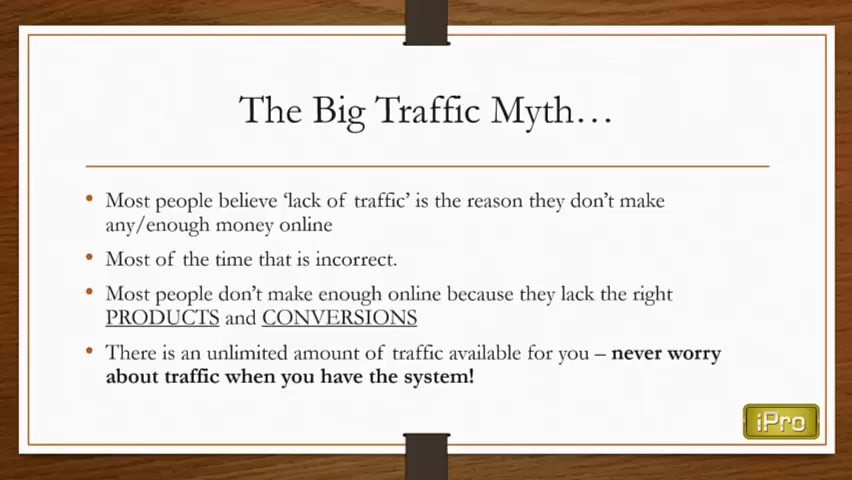 The Big Traffic Myth…
• Most people believe ‘lack of traffic’ is the reason they don’t make
any/enough money online
• Most of the time that is incorrect.
• Most people don’t make enough online because they lack the right
PRODUCTS and CONVERSIONS
• There is an unlimited amount of traffic available for you – never worry
about traffic when you have the system!
iPro